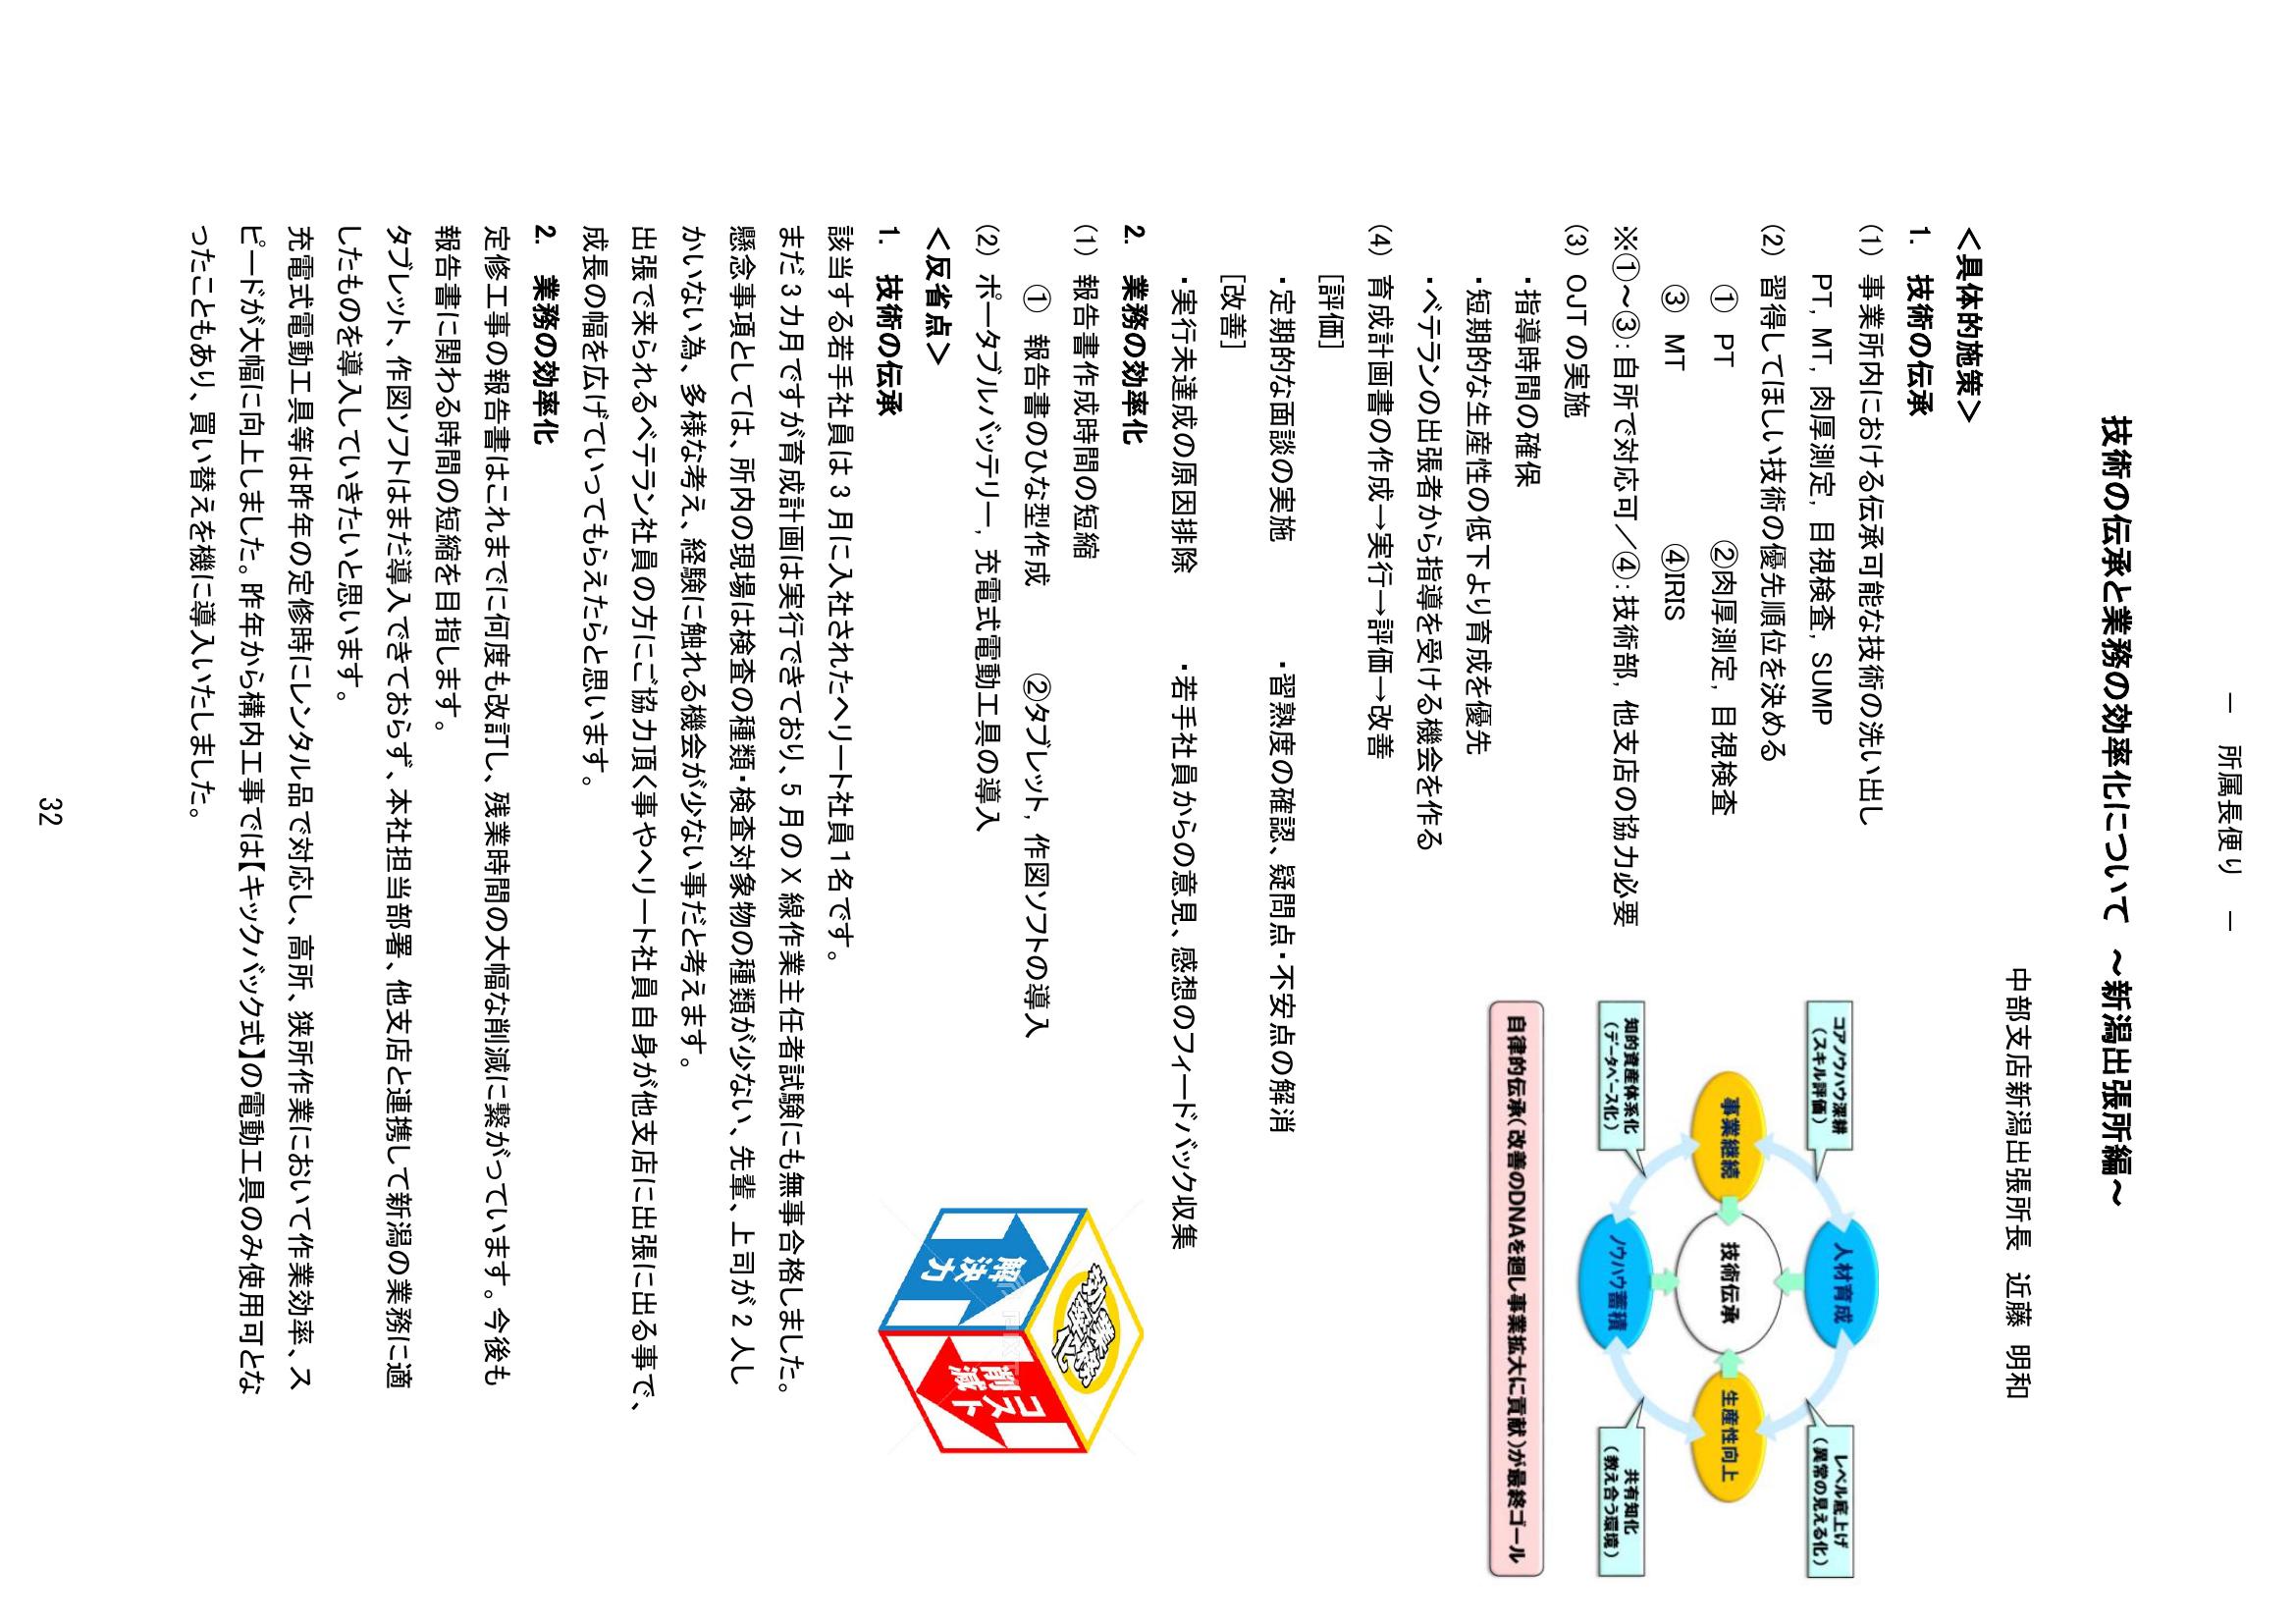 ― 所属長便り ―
技術の伝承と業務の効率化について ～新潟出張所編～
中部支店新潟出張所長 近藤 明和
＜具体的施策＞
1. 技術の伝承
(1) 事業所内における伝承可能な技術の洗い出し
PT, MT, 肉厚測定, 目視検査, SUMP
(2) 習得してほしい技術の優先順位を決める
① PT ②肉厚測定, 目視検査
③ MT ④IRIS
※①～③:自所で対応可／④:技術部, 他支店の協力必要
(3) OJT の実施
・指導時間の確保
・短期的な生産性の低下より育成を優先
・ベテランの出張者から指導を受ける機会を作る
(4) 育成計画書の作成→実行→評価→改善
[評価]
・定期的な面談の実施 ・習熟度の確認、疑問点・不安点の解消
[改善]
・実行未達成の原因排除 ・若手社員からの意見、感想のフィードバック収集
コアノウハウ深耕
(スキル評価)
人材育成
レベル底上げ
(異常の見える化)
事業継続
技術伝承
生産性向上
知的資産体系化
(データベース化)
ノウハウ蓄積
共有知化
(教え合う環境)
自律的伝承(改善のDNAを廻し事業拡大に貢献)が最終ゴール
2. 業務の効率化
(1) 報告書作成時間の短縮
① 報告書のひな型作成 ②タブレット, 作図ソフトの導入
(2) ポータブルバッテリー, 充電式電動工具の導入
業務
効率化
解決力
コスト
削減
＜反省点＞
1. 技術の伝承
該当する若手社員は 3 月に入社されたヘリート社員 1 名です。
まだ 3 カ月ですが育成計画は実行できており、5 月の X 線作業主任者試験にも無事合格しました。
懸念事項としては、所内の現場は検査の種類・検査対象物の種類が少ない、先輩、上司が 2 人し
かいない為、多様な考え、経験に触れる機会が少ない事だと考えます。
出張で来られるベテラン社員の方にご協力頂く事やヘリート社員自身が他支店に出張に出る事で、
成長の幅を広げていってもらえたらと思います。
2. 業務の効率化
定修工事の報告書はこれまでに何度も改訂し、残業時間の大幅な削減に繋がっています。今後も
報告書に関わる時間の短縮を目指します。
タブレット、作図ソフトはまだ導入できておらず、本社担当部署、他支店と連携して新潟の業務に適
したものを導入していきたいと思います。
充電式電動工具等は昨年の定修時にレンタル品で対応し、高所、狭所作業において作業効率、ス
ピードが大幅に向上しました。昨年から構内工事では【キックバック式】の電動工具のみ使用可とな
ったこともあり、買い替えを機に導入いたしました。
32